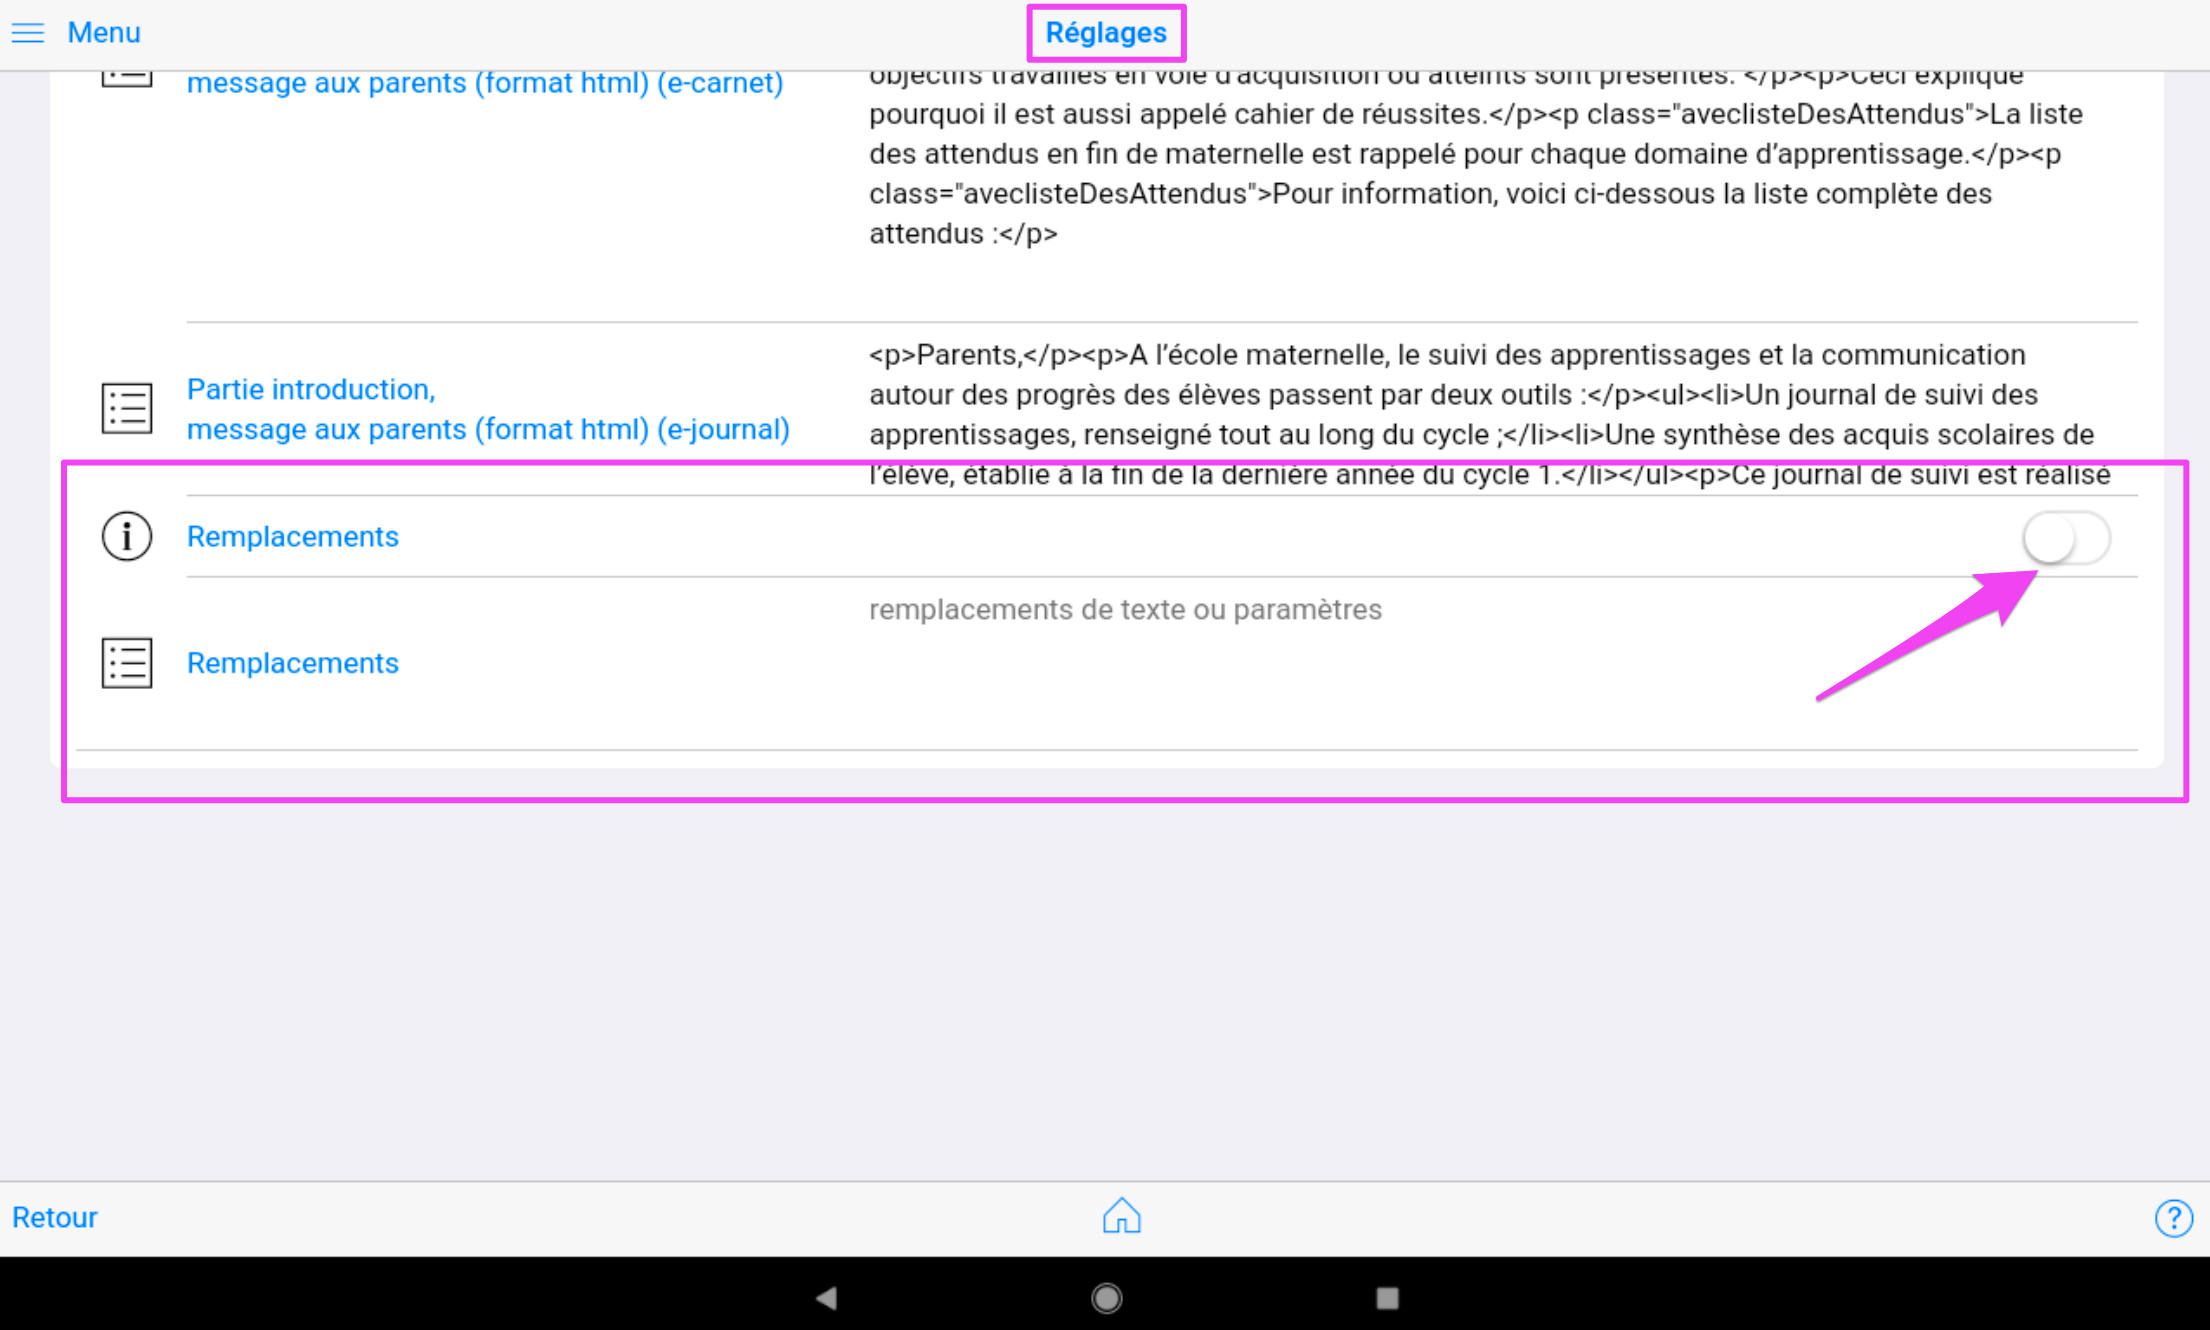 Menu
Réglages
message aux parents (format html) (e-carnet)
objectifs travaillés en voie d'acquisition ou atteints sont présentés. </p><p>Ceci explique
pourquoi il est aussi appelé cahier de réussites.</p><p class="aveclisteDesAttendus">La liste
des attendus en fin de maternelle est rappelé pour chaque domaine d'apprentissage.</p><p
class="aveclisteDesAttendus">Pour information, voici ci-dessous la liste complète des
attendus :</p>
Partie introduction,
message aux parents (format html) (e-journal)
<p>Parents,</p><p>A l'école maternelle, le suivi des apprentissages et la communication
autour des progrès des élèves passent par deux outils :</p><ul><li>Un journal de suivi des
apprentissages, renseigné tout au long du cycle ;</li><li>Une synthèse des acquis scolaires de
l'élève, établie à la fin de la dernière année du cycle 1.</li></ul><p>Ce journal de suivi est réalisé
Remplacements
remplacements de texte ou paramètres
Remplacements
Retour